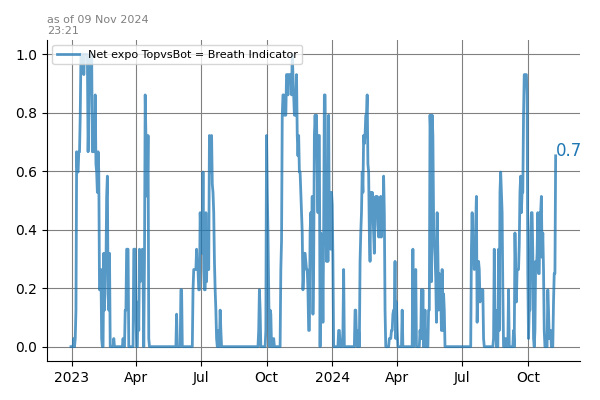 as of 09 Nov 2024
23:21
Net expo TopvsBot = Breath Indicator
1.0
0.8
0.6
0.4
0.2
0.0
0.7
2023 Apr Jul Oct 2024 Apr Jul Oct